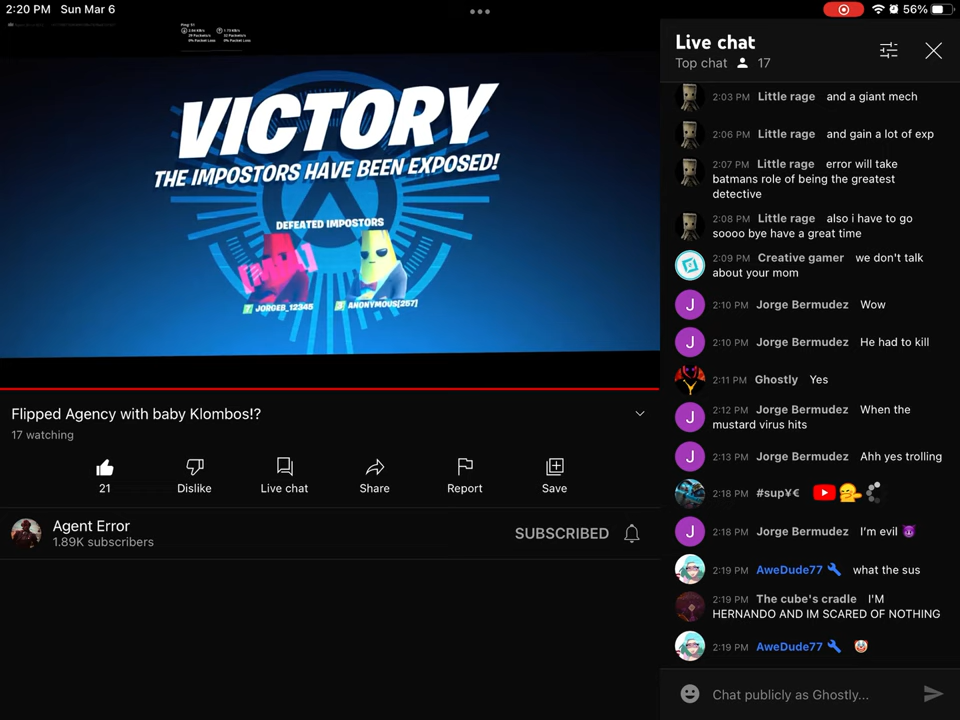 2:20 PM Sun Mar 6
56%
VICTORY
THE IMPOSTORS HAVE BEEN EXPOSED!
DEFEATED IMPOSTORS
JORGEB_12345
ANONYMOUS[257]
Flipped Agency with baby Klombos!?
17 watching
21
Dislike
Live chat
Share
Report
Save
Agent Error
1.89K subscribers
SUBSCRIBED
Live chat
Top chat 17
2:03 PM Little rage and a giant mech
2:06 PM Little rage and gain a lot of exp
2:07 PM Little rage error will take
batmans role of being the greatest
detective
2:08 PM Little rage also i have to go
soooo bye have a great time
2:09 PM Creative gamer we don't talk
about your mom
J 2:10 PM Jorge Bermudez Wow
J 2:10 PM Jorge Bermudez He had to kill
2:11 PM Ghostly Yes
J 2:12 PM Jorge Bermudez When the
mustard virus hits
J 2:13 PM Jorge Bermudez Ahh yes trolling
2:18 PM #sup¥€
J 2:18 PM Jorge Bermudez I'm evil 😈
2:19 PM AweDude77 what the sus
2:19 PM The cube's cradle I'M
HERNANDO AND IM SCARED OF NOTHING
2:19 PM AweDude77 🤡
Chat publicly as Ghostly...